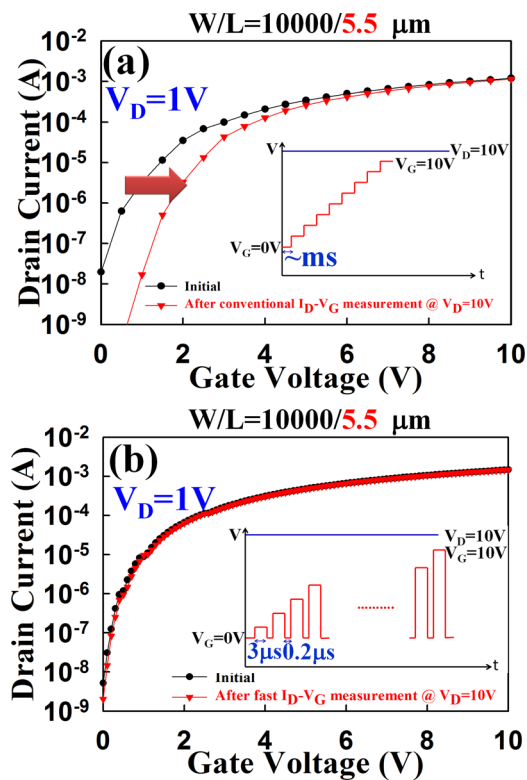 W/L=10000/5.5 μm
(a)
V_D=1V
Drain Current (A)
10⁻²
10⁻³
10⁻⁴
10⁻⁵
10⁻⁶
10⁻⁷
10⁻⁸
10⁻⁹
V
V_D=10V
V_G=10V
V_G=0V
~ms
t
Initial
After conventional I_D-V_G measurement @ V_D=10V
0 2 4 6 8 10
Gate Voltage (V)
W/L=10000/5.5 μm
(b)
V_D=1V
Drain Current (A)
10⁻²
10⁻³
10⁻⁴
10⁻⁵
10⁻⁶
10⁻⁷
10⁻⁸
10⁻⁹
V
V_D=10V
V_G=10V
..........
V_G=0V
3μs 0.2μs
t
Initial
After fast I_D-V_G measurement @ V_D=10V
0 2 4 6 8 10
Gate Voltage (V)